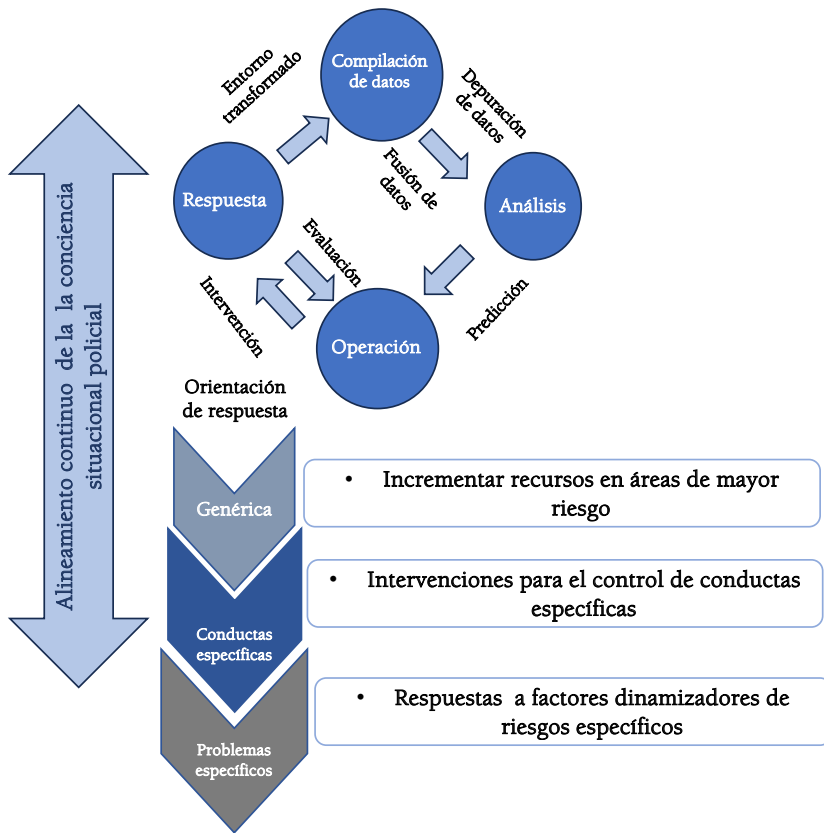 Compilación
de datos
Entorno
transformado
Depuración
de datos
Fusión de
datos
Respuesta
Análisis
Evaluación
Intervención
Predicción
Operación
Alineamiento continuo de la la conciencia
situacional policial
Orientación
de respuesta
Genérica
• Incrementar recursos en áreas de mayor
riesgo
Conductas
específicas
• Intervenciones para el control de conductas
específicas
Problemas
específicos
• Respuestas a factores dinamizadores de
riesgos específicos